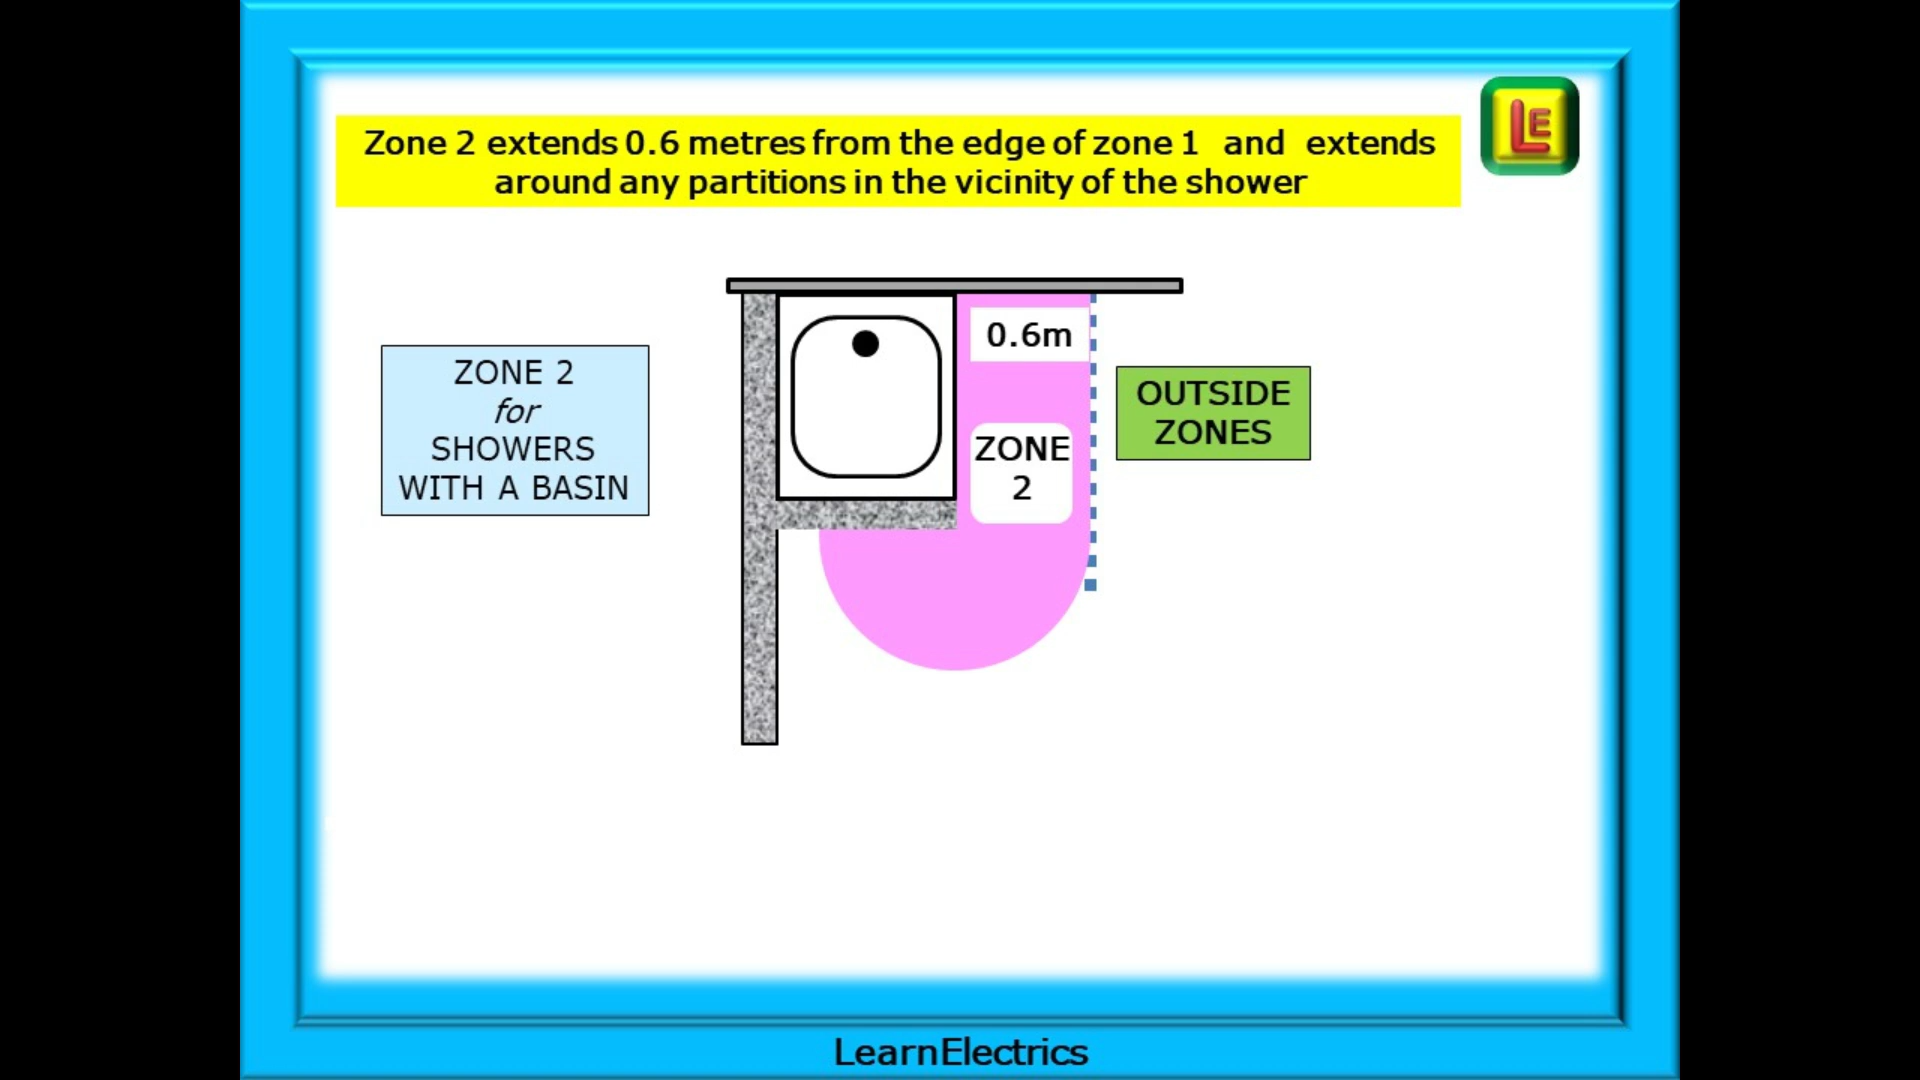 Zone 2 extends 0.6 metres from the edge of zone 1 and extends
around any partitions in the vicinity of the shower
LE
ZONE 2
for
SHOWERS
WITH A BASIN
0.6m
ZONE
2
OUTSIDE
ZONES
LearnElectrics